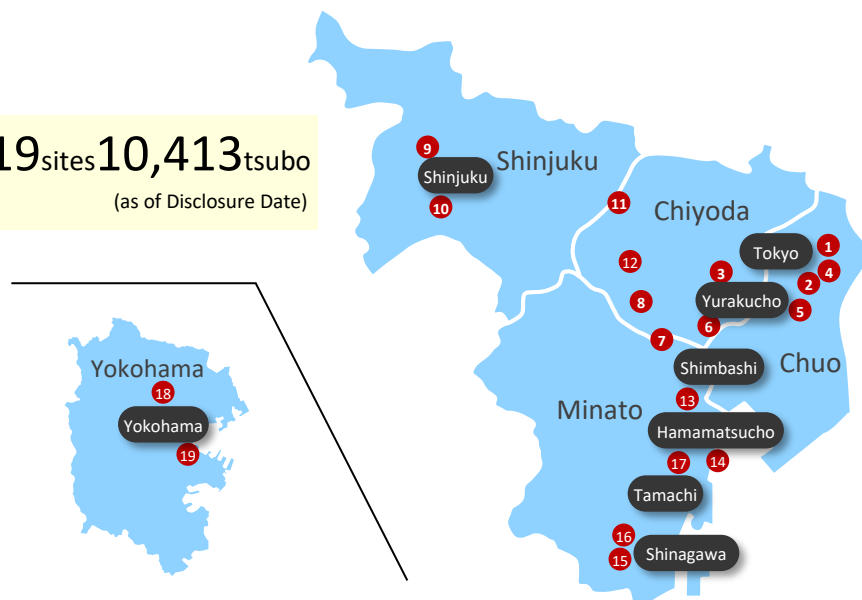 19sites10,413tsubo
(as of Disclosure Date)
9
Shinjuku
Shinjuku
10
11
Chiyoda
12
Tokyo
1
3
4
2
8
Yurakucho
5
6
7
Shimbashi
Chuo
13
Minato
Hamamatsucho
17
14
Tamachi
16
Shinagawa
15
Yokohama
18
Yokohama
19